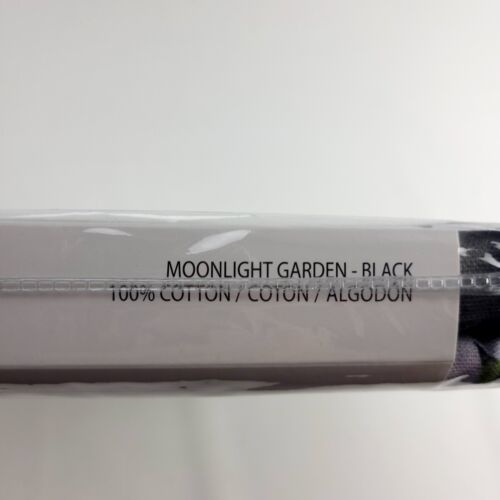 MOONLIGHT GARDEN - BLACK
100% COTTON / COTON / ALGODON